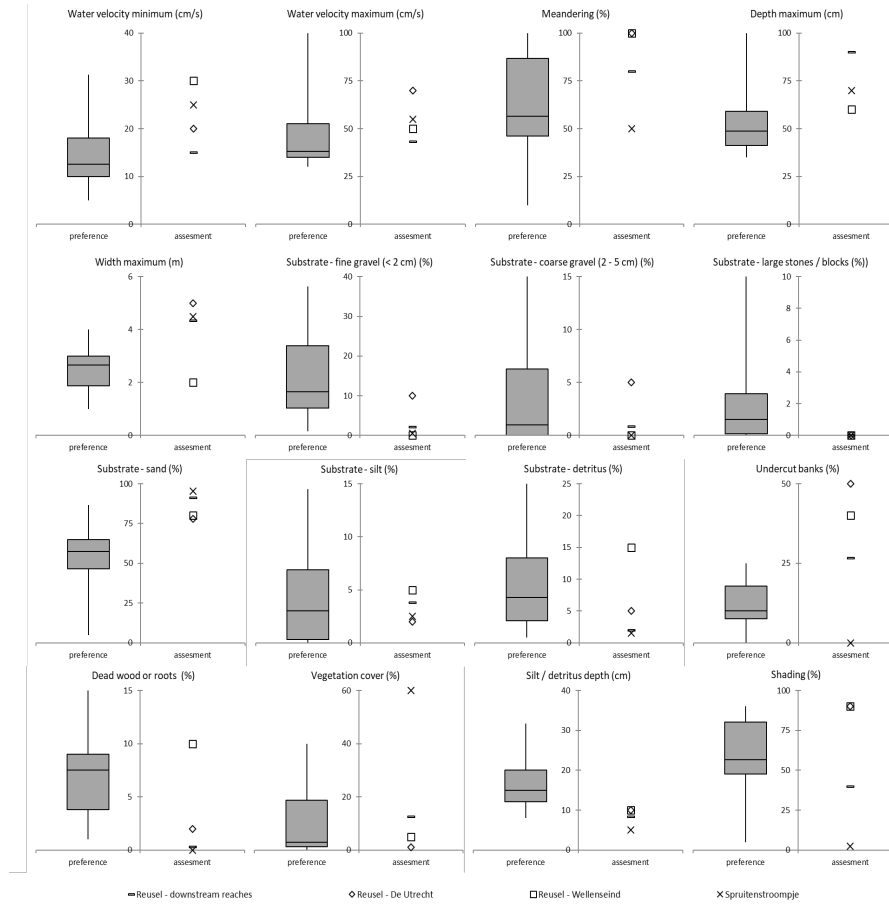 Water velocity minimum (cm/s) Water velocity maximum (cm/s) Meandering (%) Depth maximum (cm)
40 100 100 100
30 75 75 75
20 50 50 50
10 25 25 25
0 0 0 0
preference assesment preference assesment preference assesment preference assesment
Width maximum (m) Substrate - fine gravel (< 2 cm) (%) Substrate - coarse gravel (2 - 5 cm) (%) Substrate - large stones / blocks (%))
6 40 15 10
8
30
4 10
6
20
4
2 5
10
2
0 0 0 0
preference assesment preference assesment preference assesment preference assesment
Substrate - sand (%) Substrate - silt (%) Substrate - detritus (%) Undercut banks (%)
100 15 25 50
20
75
10
15
50 25
10
5
25
5
0 0 0 0
preference assesment preference assesment preference assesment preference assesment
Dead wood or roots (%) Vegetation cover (%) Silt / detritus depth (cm) Shading (%)
15 60 40 100
75
30
10 40
20 50
5 20
10 25
0 0 0 0
preference assesment preference assesment preference assesment preference assesment
Reusel - downstream reaches Reusel - De Utrecht Reusel - Wellenseind Spruitenstroompje